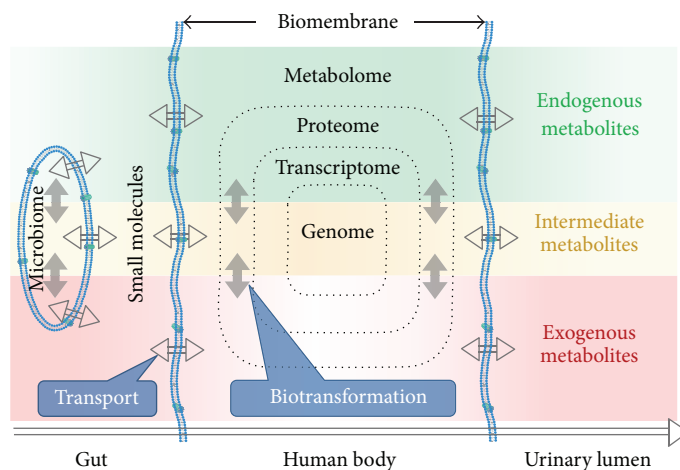 Biomembrane
Metabolome
Proteome
Transcriptome
Genome
Microbiome
Small molecules
Endogenous
metabolites
Intermediate
metabolites
Exogenous
metabolites
Transport
Biotransformation
Gut
Human body
Urinary lumen